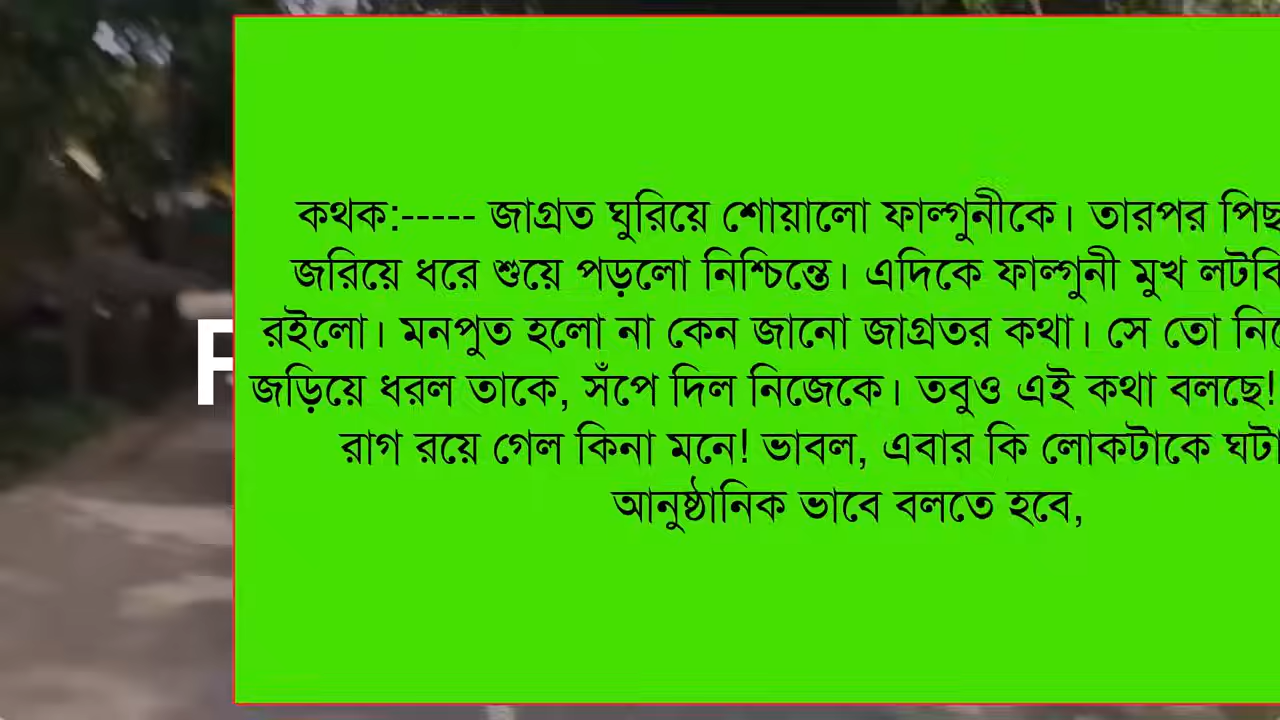 কথক:----- জাগ্রত ঘুরিয়ে শোয়ালো ফাল্গুনীকে। তারপর
জরিয়ে ধরে শুয়ে পড়লো নিশ্চিন্তে। এদিকে ফাল্গুনী মুখ
রইলো। মনপুত হলো না কেন জানো জাগ্রতর কথা। সে তো
জড়িয়ে ধরল তাকে, সঁপে দিল নিজেকে। তবুও এই কথা বলছে!
রাগ রয়ে গেল কিনা মনে! ভাবল, এবার কি লোকটাকে
আনুষ্ঠানিক ভাবে বলতে হবে,